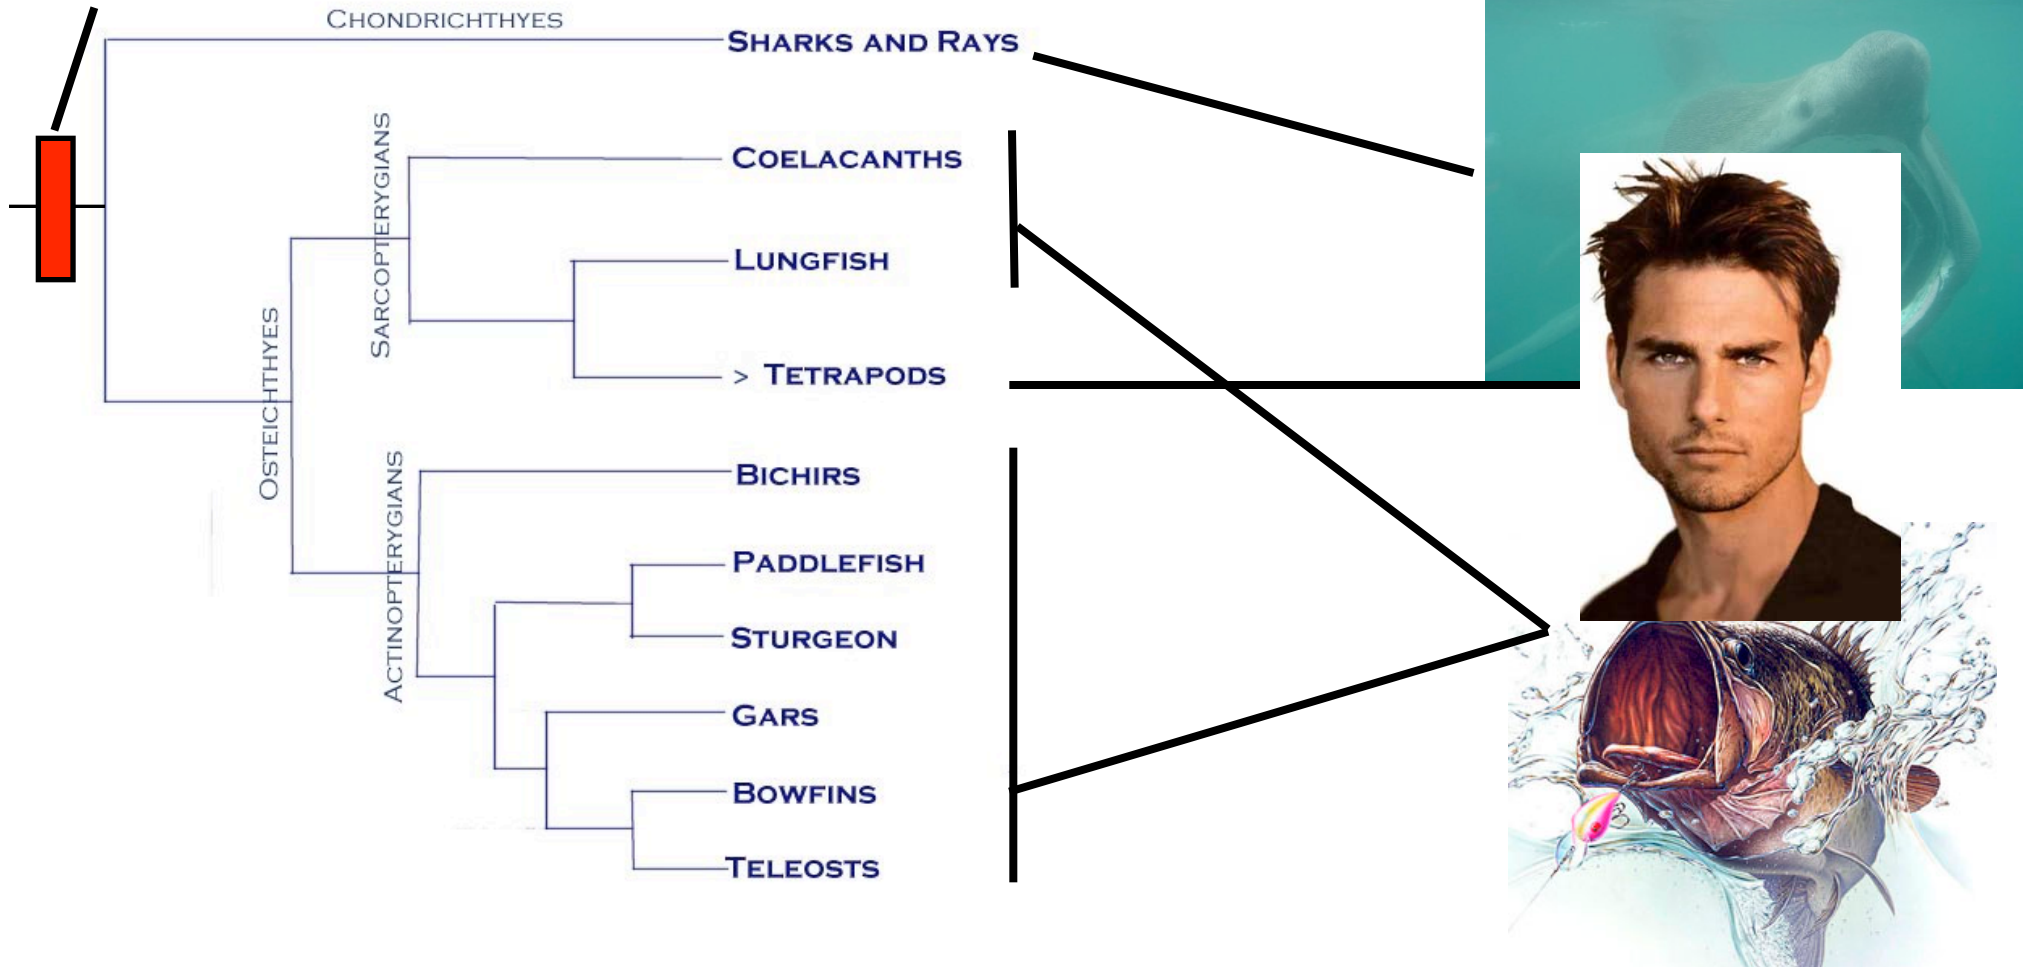 CHONDRICHTHYES
SHARKS AND RAYS
SARCOPTERYGIANS
COELACANTHS
LUNGFISH
> TETRAPODS
OSTEICHTHYES
ACTINOPTERYGIANS
BICHIRS
PADDLEFISH
STURGEON
GARS
BOWFINS
TELEOSTS